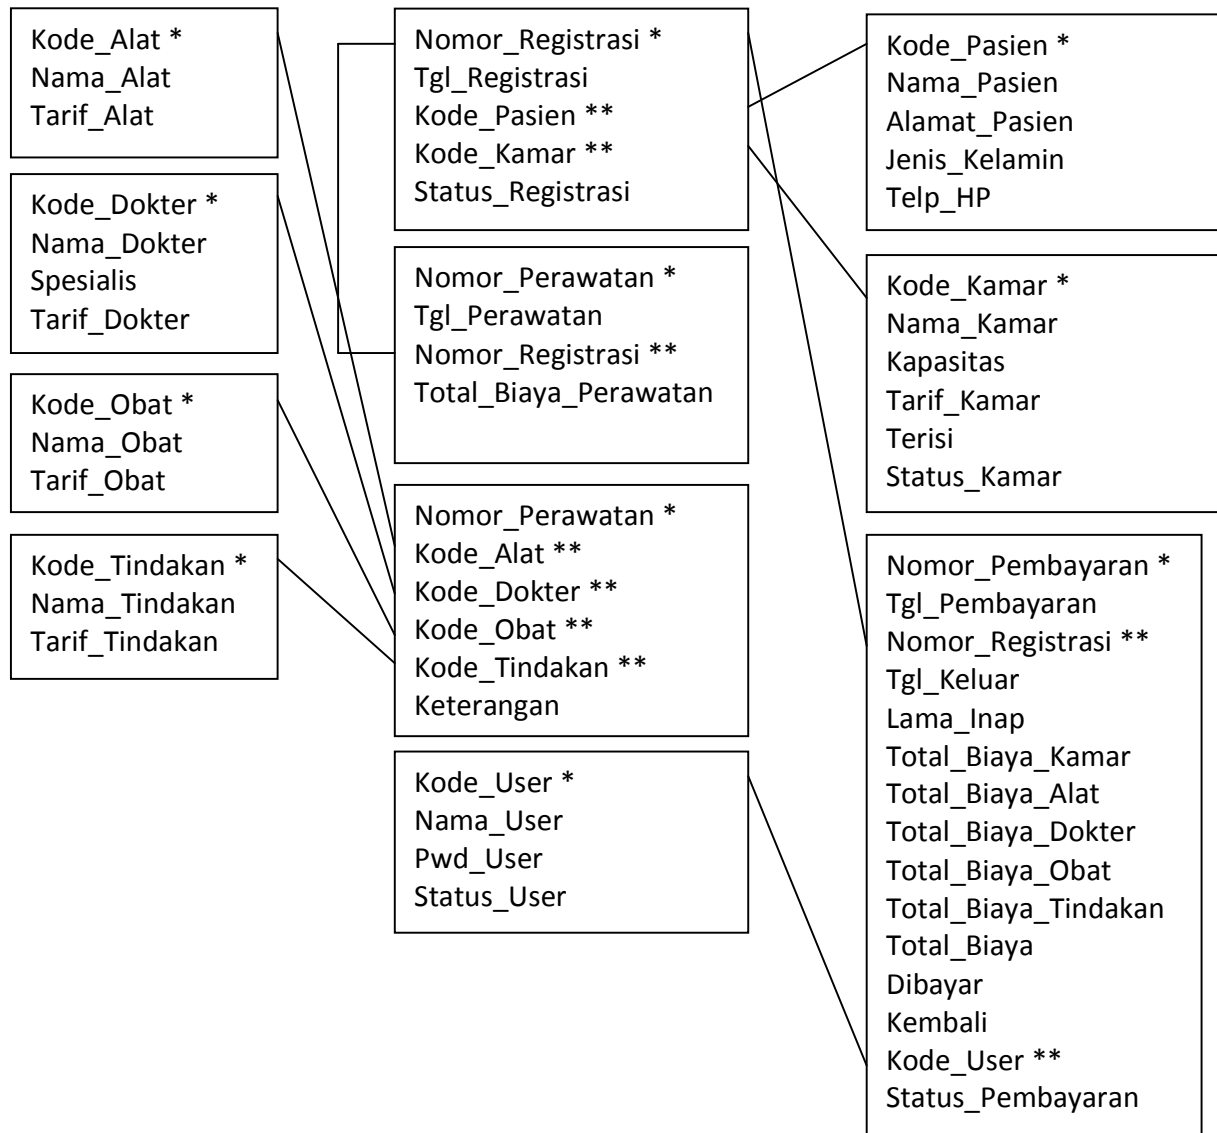 Kode_Alat *
Nama_Alat
Tarif_Alat
Kode_Dokter *
Nama_Dokter
Spesialis
Tarif_Dokter
Kode_Obat *
Nama_Obat
Tarif_Obat
Kode_Tindakan *
Nama_Tindakan
Tarif_Tindakan
Nomor_Registrasi *
Tgl_Registrasi
Kode_Pasien **
Kode_Kamar **
Status_Registrasi
Nomor_Perawatan *
Tgl_Perawatan
Nomor_Registrasi **
Total_Biaya_Perawatan
Nomor_Perawatan *
Kode_Alat **
Kode_Dokter **
Kode_Obat **
Kode_Tindakan **
Keterangan
Kode_User *
Nama_User
Pwd_User
Status_User
Kode_Pasien *
Nama_Pasien
Alamat_Pasien
Jenis_Kelamin
Telp_HP
Kode_Kamar *
Nama_Kamar
Kapasitas
Tarif_Kamar
Terisi
Status_Kamar
Nomor_Pembayaran *
Tgl_Pembayaran
Nomor_Registrasi **
Tgl_Keluar
Lama_Inap
Total_Biaya_Kamar
Total_Biaya_Alat
Total_Biaya_Dokter
Total_Biaya_Obat
Total_Biaya_Tindakan
Total_Biaya
Dibayar
Kembali
Kode_User **
Status_Pembayaran